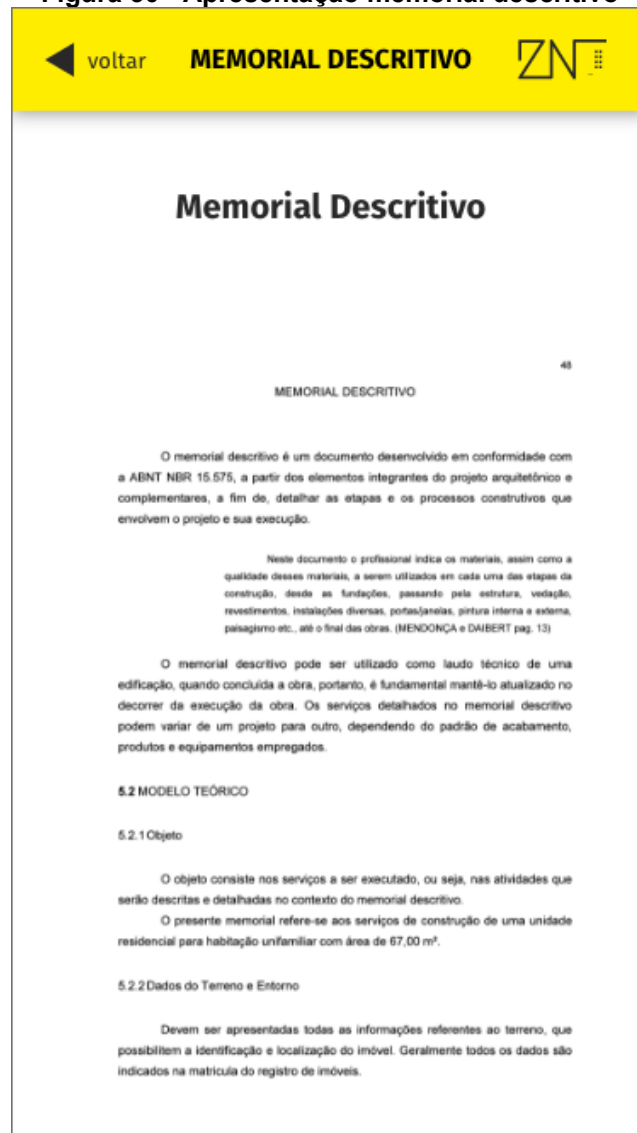 voltar MEMORIAL DESCRITIVO ZN
Memorial Descritivo
48
MEMORIAL DESCRITIVO
O memorial descritivo é um documento desenvolvido em conformidade com
a ABNT NBR 15.575, a partir dos elementos integrantes do projeto arquitetônico e
complementares, a fim de, detalhar as etapas e os processos construtivos que
envolvem o projeto e sua execução.
Neste documento o profissional indica os materiais, assim como a
qualidade desses materiais, a serem utilizados em cada uma das etapas da
construção, desde as fundações, passando pela estrutura, vedação,
revestimentos, instalações diversas, portas/janelas, pintura interna e externa,
paisagismo etc., até o final das obras. (MENDONÇA e DAIBERT pag. 13)
O memorial descritivo pode ser utilizado como laudo técnico de uma
edificação, quando concluída a obra, portanto, é fundamental mantê-lo atualizado no
decorrer da execução da obra. Os serviços detalhados no memorial descritivo
podem variar de um projeto para outro, dependendo do padrão de acabamento,
produtos e equipamentos empregados.
5.2 MODELO TEÓRICO
5.2.1 Objeto
O objeto consiste nos serviços a ser executado, ou seja, nas atividades que
serão descritas e detalhadas no contexto do memorial descritivo.
O presente memorial refere-se aos serviços de construção de uma unidade
residencial para habitação unifamiliar com área de 67,00 m².
5.2.2 Dados do Terreno e Entorno
Devem ser apresentadas todas as informações referentes ao terreno, que
possibilitem a identificação e localização do imóvel. Geralmente todos os dados são
indicados na matricula do registro de imóveis.